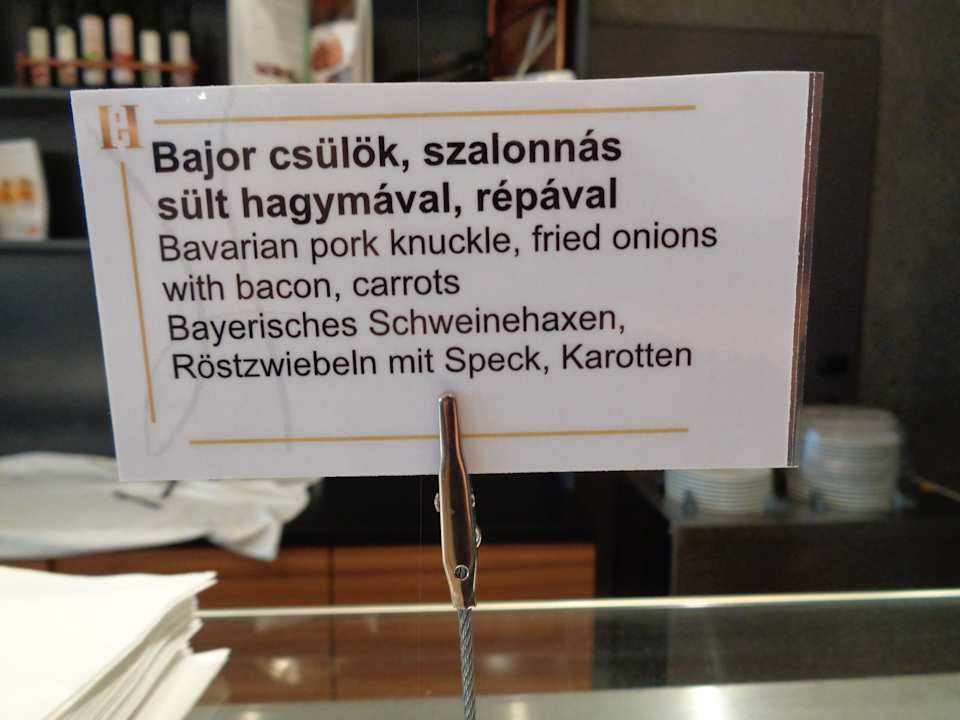 Bajor csülök, szalonnás
sült hagymával, répával
Bavarian pork knuckle, fried onions
with bacon, carrots
Bayerisches Schweinehaxen,
Röstzwiebeln mit Speck, Karotten